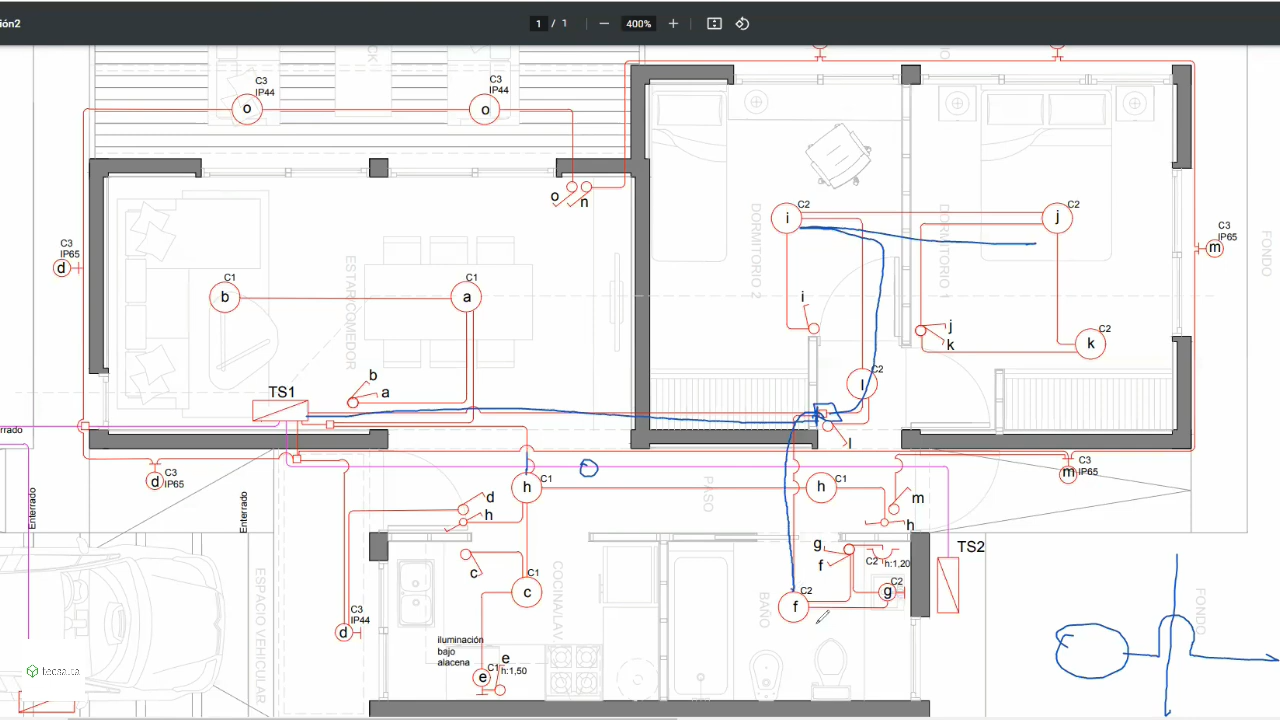 ión2
1 / 1
400%
C3
IP44
C3
IP44
o
o
o
n
C2
i
C2
j
C3
IP65
m
C3
IP65
d
DORMITORIO 2
DORMITORIO 1
FONDO
C1
b
C1
a
ESTAR/COMEDOR
i
j
k
C2
k
C2
l
TS1
b
a
l
C3
IP65
d
C3
IP65
m
Enterrado
Enterrado
h
C1
h
C1
PASO
d
h
m
h
TS2
c
C1
c
COCINA/LAV
g
f
C2
h:1,20
C2
g
C2
f
BAÑO
FONDO
ESPACIO VEHICULAR
C3
IP44
d
iluminación
bajo
alacena
C1
e
h:1,50
e